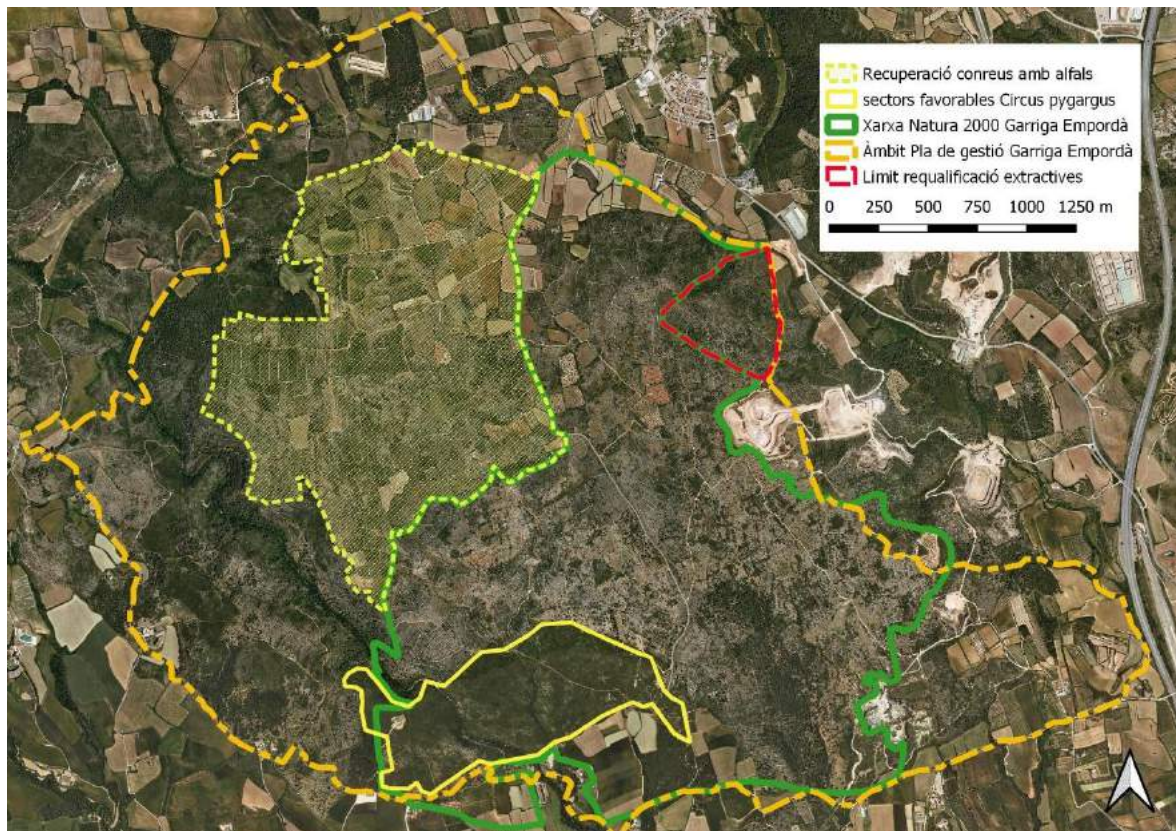 Recuperació conreus amb alfals
sectors favorables Circus pygargus
Xarxa Natura 2000 Garriga Empordà
Àmbit Pla de gestió Garriga Empordà
Límit requalificació extractives
0 250 500 750 1000 1250 m